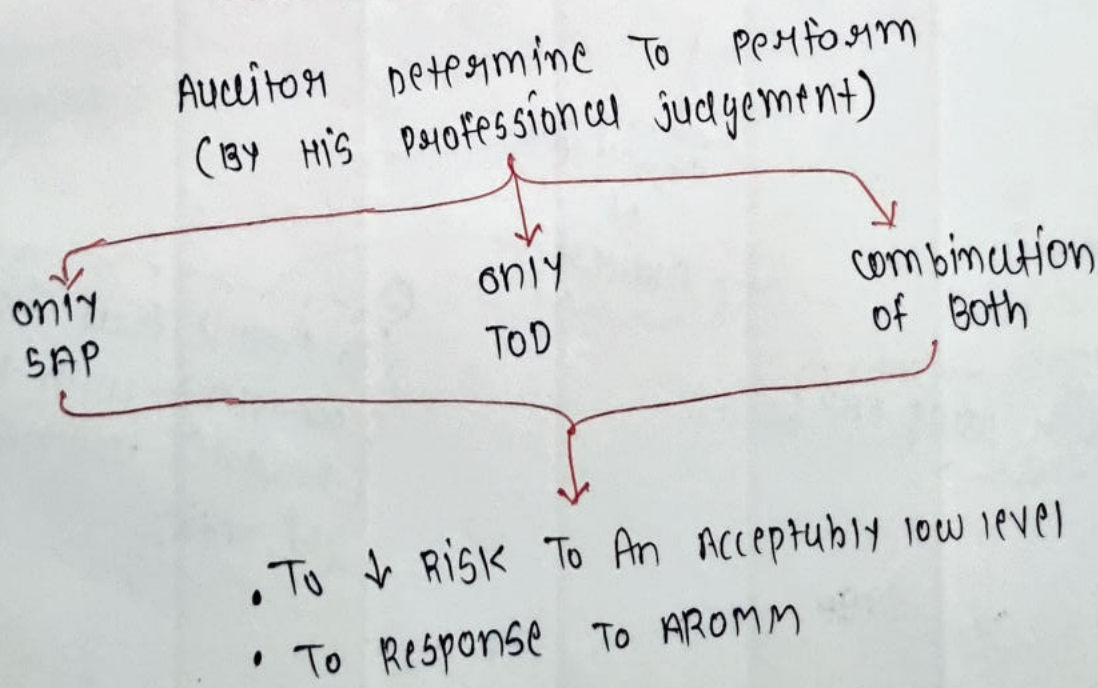 Auditor Determine To perform
(BY His professional judgement)
only
SAP
only
TOD
combination
of Both
• To ↓ Risk To An Acceptably low level
• To Response To AROMM